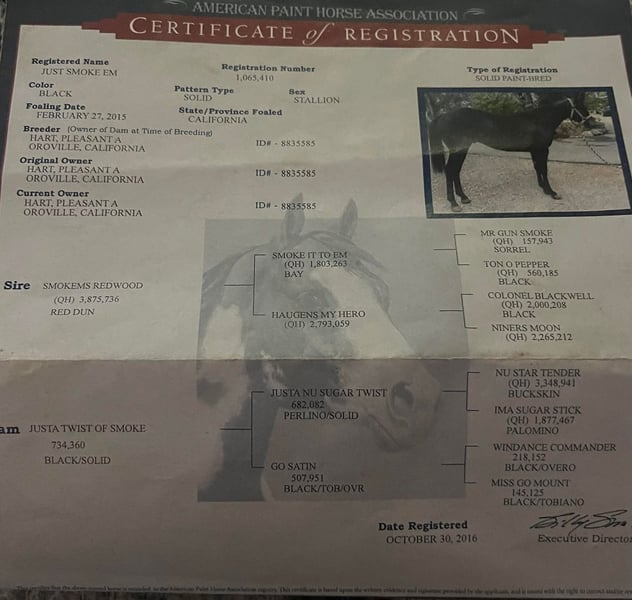 AMERICAN PAINT HORSE ASSOCIATION
CERTIFICATE of REGISTRATION
Registered Name
JUST SMOKE EM
Registration Number
1,065,410
Type of Registration
SOLID PAINT-BRED
Color
BLACK
Pattern Type
SOLID
Sex
STALLION
Foaling Date
FEBRUARY 27, 2015
State/Province Foaled
CALIFORNIA
Breeder (Owner of Dam at Time of Breeding)
HART, PLEASANT A
OROVILLE, CALIFORNIA
ID# - 8835585
Original Owner
HART, PLEASANT A
OROVILLE, CALIFORNIA
ID# - 8835585
Current Owner
HART, PLEASANT A
OROVILLE, CALIFORNIA
ID# - 8835585
Sire
SMOKEMS REDWOOD
(QH) 3,875,736
RED DUN
SMOKE IT TO EM
(QH) 1,803,263
BAY
HAUGENS MY HERO
(QH) 2,793,059
MR GUN SMOKE
(QH) 157,943
SORREL
TON O PEPPER
(QH) 560,185
BLACK
COLONEL BLACKWELL
(QH) 2,000,208
BLACK
NINERS MOON
(QH) 2,265,212
am
JUSTA TWIST OF SMOKE
734,360
BLACK/SOLID
JUSTA NU SUGAR TWIST
682,082
PERLINO/SOLID
GO SATIN
507,951
BLACK/TOB/OVR
NU STAR TENDER
(QH) 3,348,941
BUCKSKIN
IMA SUGAR STICK
(QH) 1,877,467
PALOMINO
WINDANCE COMMANDER
218,152
BLACK/OVERO
MISS GO MOUNT
145,125
BLACK/TOBIANO
Date Registered
OCTOBER 30, 2016
Executive Director